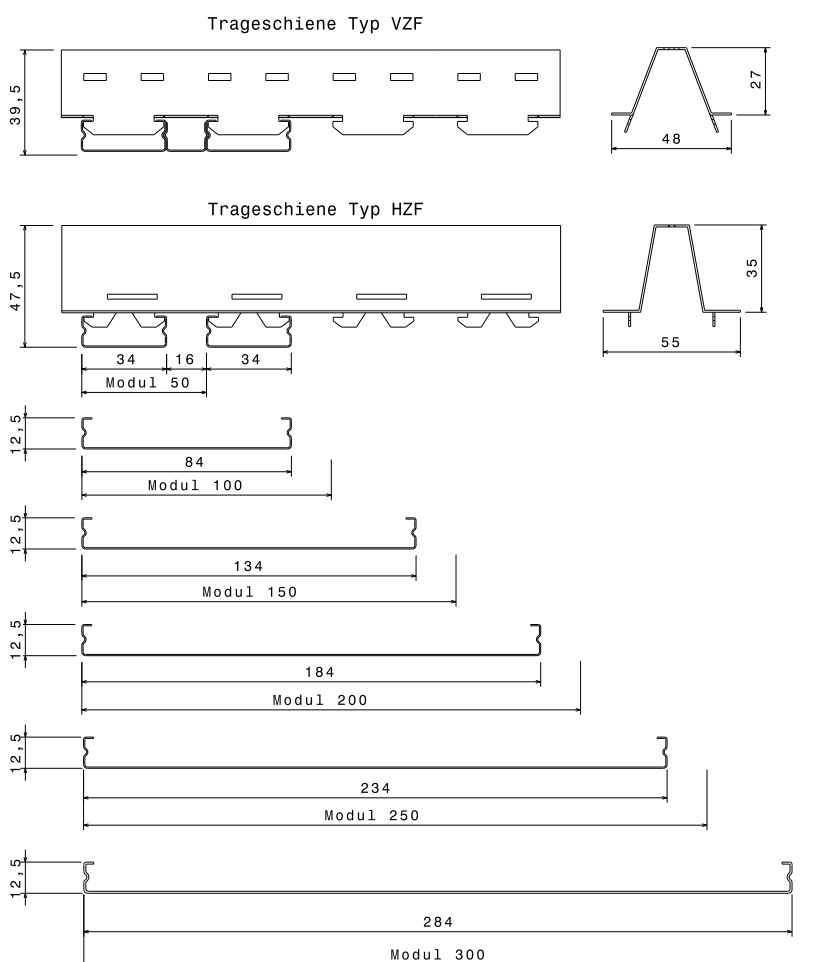 Trageschiene Typ VZF
39,5
27
48
Trageschiene Typ HZF
47,5
35
55
34 16 34
Modul 50
12,5
84
Modul 100
12,5
134
Modul 150
12,5
184
Modul 200
12,5
234
Modul 250
12,5
284
Modul 300